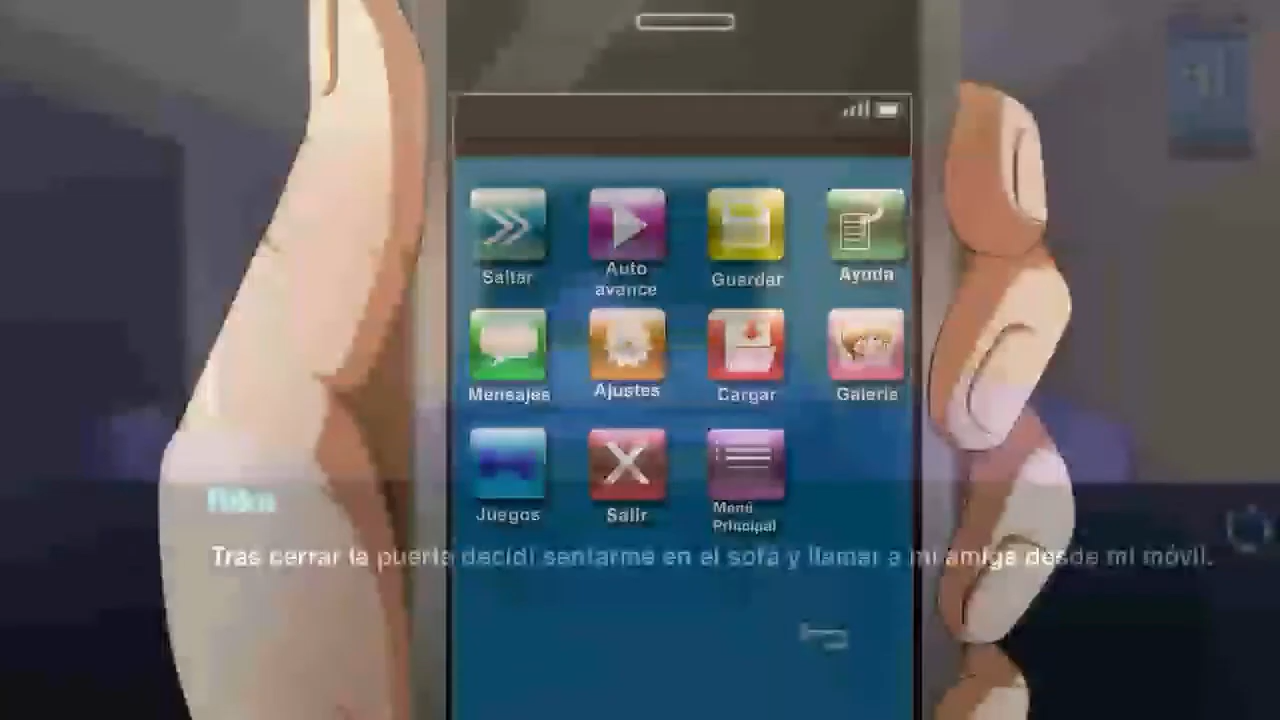 Saltar
Auto
avance
Guardar
Ayuda
Mensajes
Ajustes
Cargar
Galería
Juegos
Salir
Menú
Principal
Tras cerrar la puerta decidí sentarme en el sofá y llamar a mi amiga desde mi móvil.